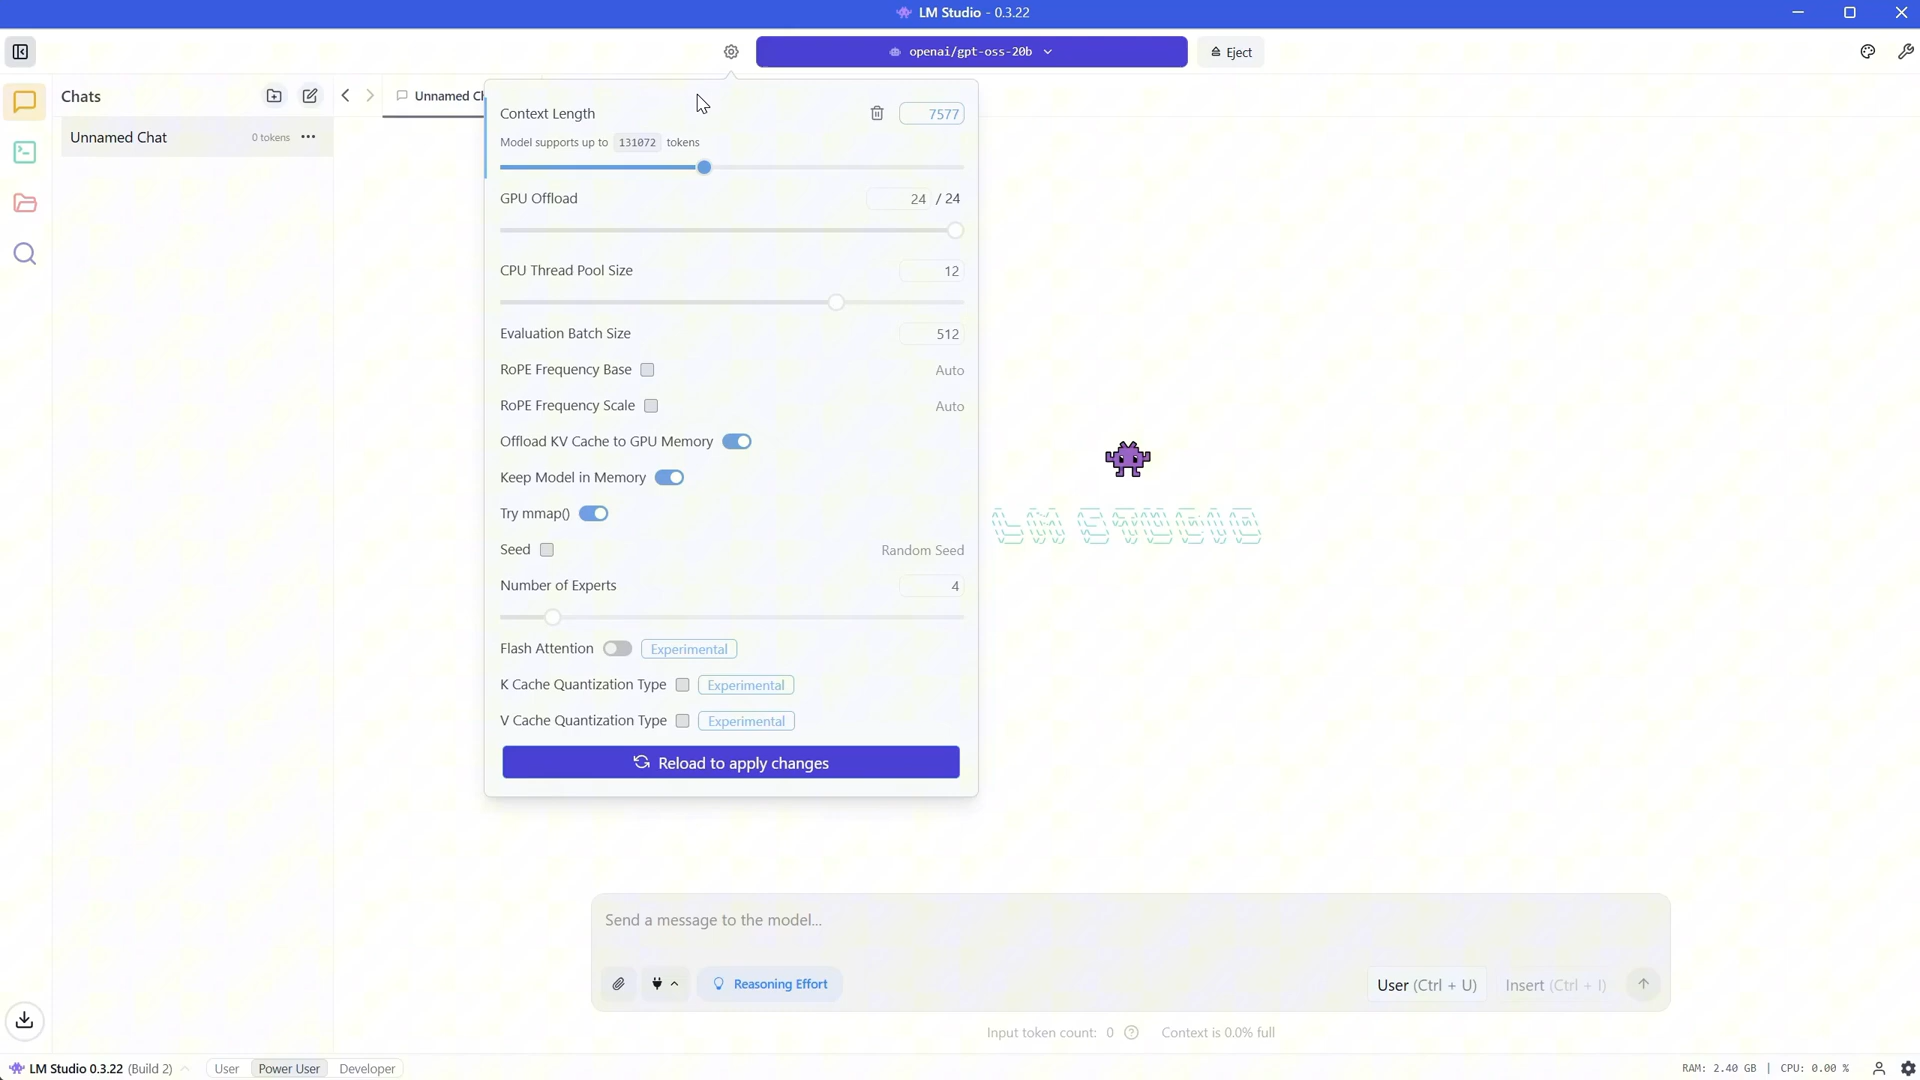 LM Studio - 0.3.22
openai/gpt-oss-20b
Eject
Chats
Unnamed Ch
Unnamed Chat 0 tokens
Context Length 7577
Model supports up to 131072 tokens
GPU Offload 24 / 24
CPU Thread Pool Size 12
Evaluation Batch Size 512
RoPE Frequency Base Auto
RoPE Frequency Scale Auto
Offload KV Cache to GPU Memory
Keep Model in Memory
Try mmap()
Seed Random Seed
Number of Experts 4
Flash Attention Experimental
K Cache Quantization Type Experimental
V Cache Quantization Type Experimental
Reload to apply changes
LM STUDIO
Send a message to the model...
Reasoning Effort
User (Ctrl + U) Insert (Ctrl + I)
Input token count: 0 Context is 0.0% full
LM Studio 0.3.22 (Build 2) User Power User Developer RAM: 2.40 GB | CPU: 0.00 %